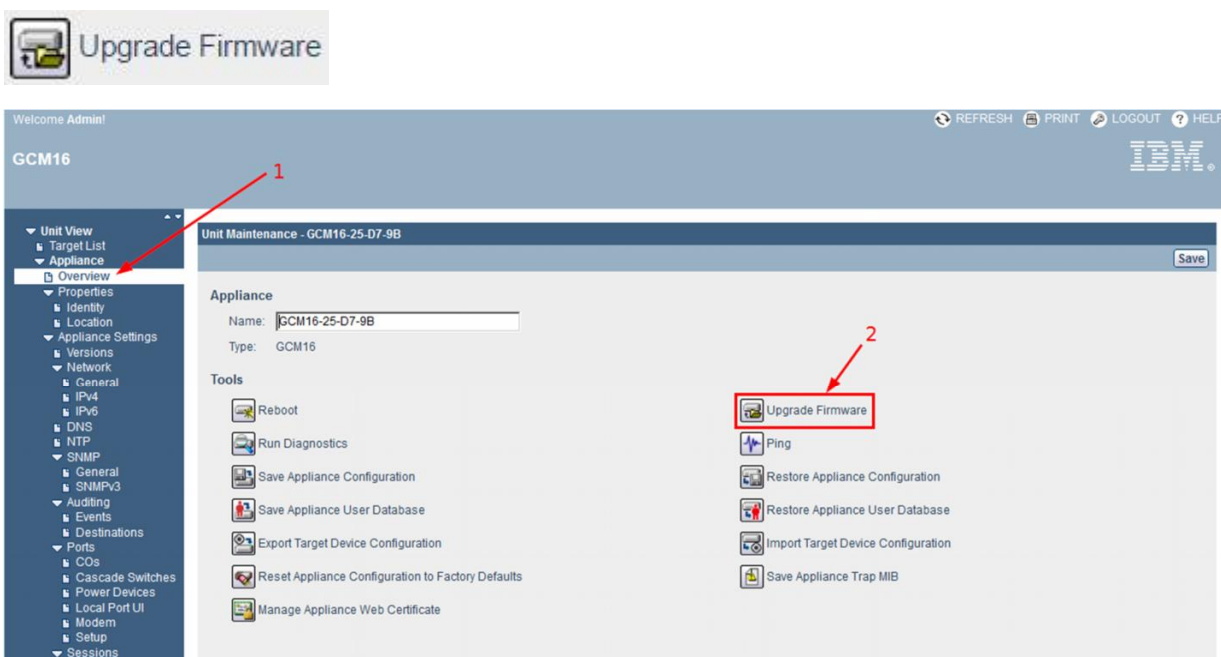 Upgrade Firmware
Welcome Admin!
REFRESH PRINT LOGOUT ? HELP
GCM16
IBM®
1
Unit View
Target List
Appliance
Overview
Properties
Identity
Location
Appliance Settings
Versions
Network
General
IPv4
IPv6
DNS
NTP
SNMP
General
SNMPv3
Auditing
Events
Destinations
Ports
COs
Cascade Switches
Power Devices
Local Port UI
Modem
Setup
Sessions
Unit Maintenance - GCM16-25-D7-9B
Save
Appliance
Name: GCM16-25-D7-9B
Type: GCM16
2
Tools
Reboot
Upgrade Firmware
Run Diagnostics
Ping
Save Appliance Configuration
Restore Appliance Configuration
Save Appliance User Database
Restore Appliance User Database
Export Target Device Configuration
Import Target Device Configuration
Reset Appliance Configuration to Factory Defaults
Save Appliance Trap MIB
Manage Appliance Web Certificate